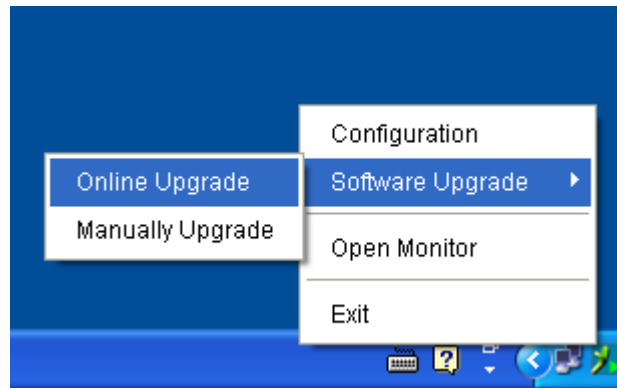 Configuration
Software Upgrade
Online Upgrade
Manually Upgrade
Open Monitor
Exit